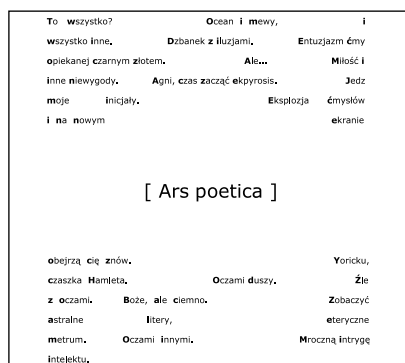 To wszystko? Ocean i mewy, i
wszystko inne. Dzbanek z iluzjami. Entuzjazm ćmy
opiekanej czarnym złotem. Ale... Miłość i
inne niewygody. Agni, czas zacząć ekpyrosis. Jedz
moje inicjały. Eksplozja ćmysłów
i na nowym ekranie
[ Ars poetica ]
obejrzą cię znów. Yoricku,
czaszka Hamleta. Oczami duszy. Źle
z oczami. Boże, ale ciemno. Zobaczyć
astralne litery, eteryczne
metrum. Oczami innymi. Mroczną intrygę
intelektu.